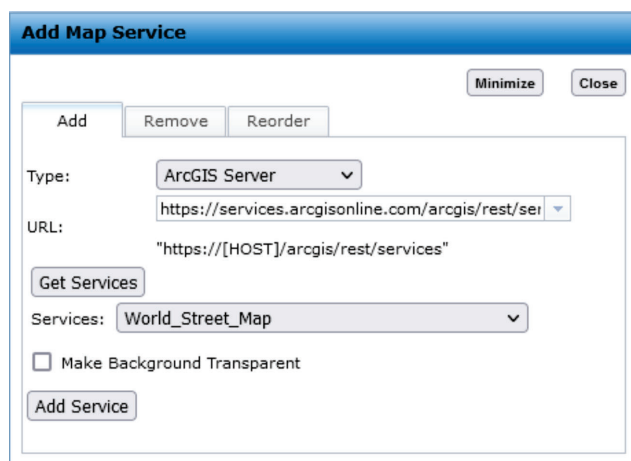 Add Map Service
Minimize Close
Add Remove Reorder
Type: ArcGIS Server
https://services.arcgisonline.com/arcgis/rest/ser
URL:
"https://[HOST]/arcgis/rest/services"
Get Services
Services: World_Street_Map
Make Background Transparent
Add Service